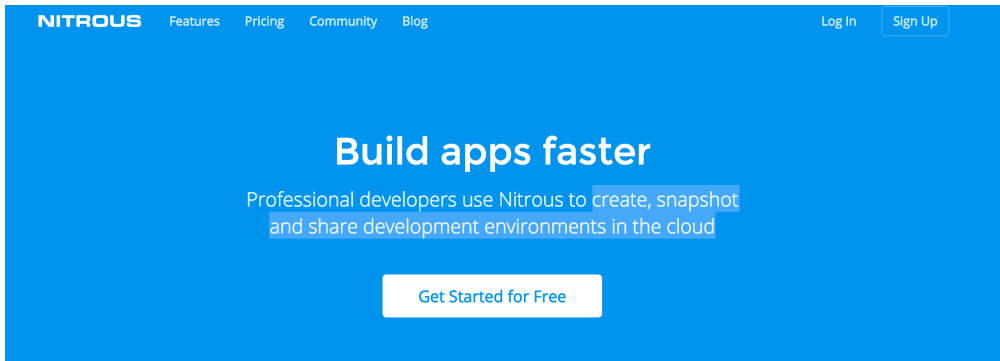 NITROUS Features Pricing Community Blog Log In Sign Up
Build apps faster
Professional developers use Nitrous to create, snapshot
and share development environments in the cloud
Get Started for Free